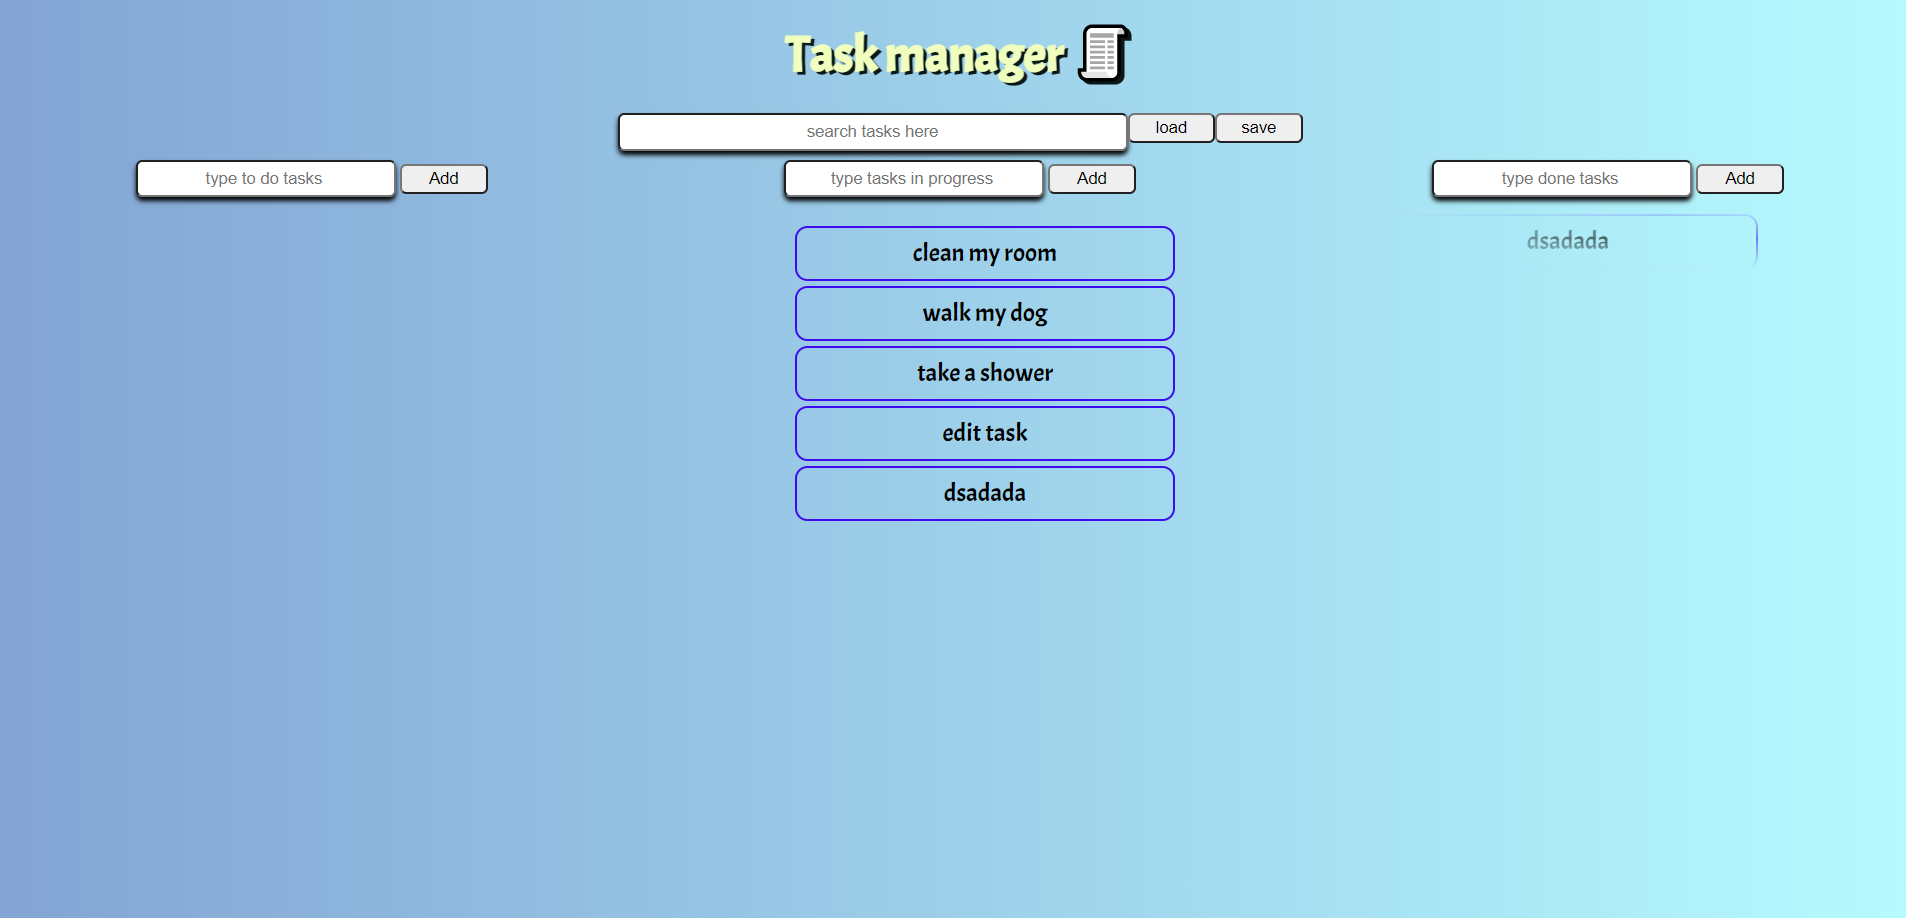 Task manager
search tasks here load save
type to do tasks Add type tasks in progress Add type done tasks Add
dsadada
clean my room
walk my dog
take a shower
edit task
dsadada